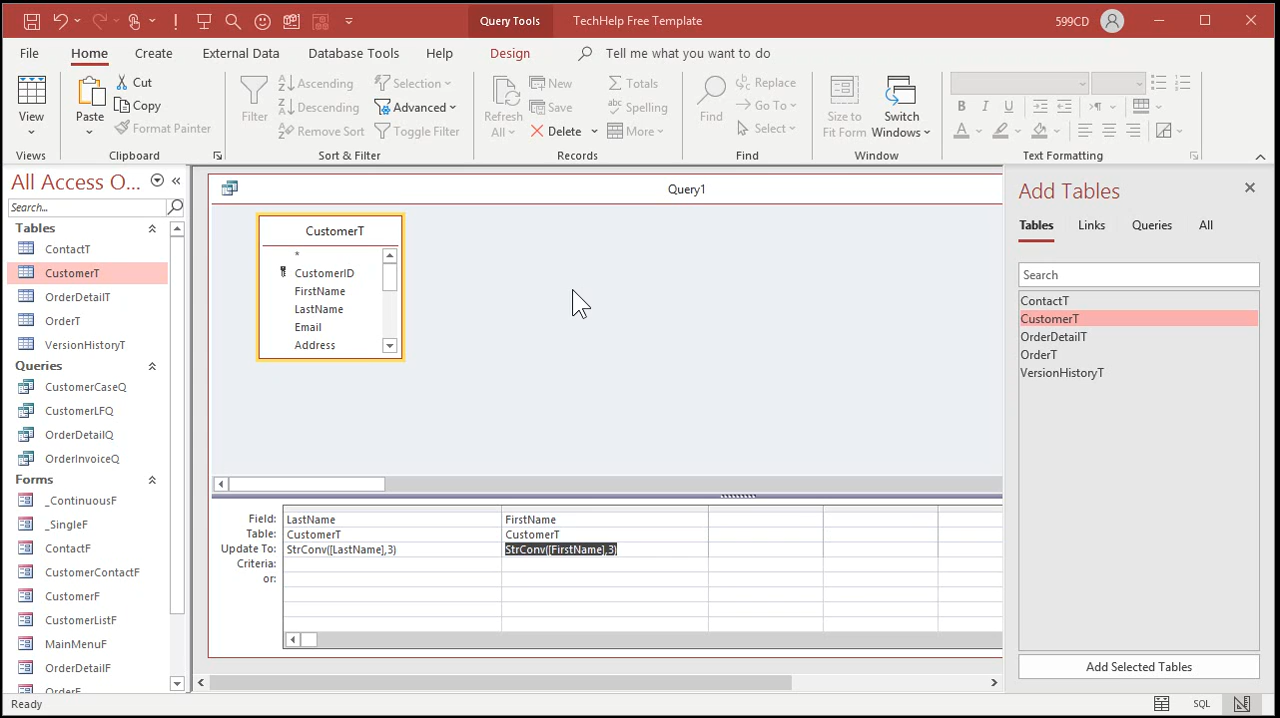 Query Tools
TechHelp Free Template
599CD
File
Home
Create
External Data
Database Tools
Help
Design
Tell me what you want to do
View
Views
Paste
Cut
Copy
Format Painter
Clipboard
Filter
Ascending
Descending
Remove Sort
Selection
Advanced
Toggle Filter
Sort & Filter
Refresh
All
New
Save
Delete
Totals
Spelling
More
Records
Find
Replace
Go To
Select
Find
Size to
Fit Form
Switch
Windows
Window
B I U
A
Text Formatting
All Access O...
Search...
Tables
ContactT
CustomerT
OrderDetailT
OrderT
VersionHistoryT
Queries
CustomerCaseQ
CustomerLFQ
OrderDetailQ
OrderInvoiceQ
Forms
_ContinuousF
_SingleF
ContactF
CustomerContactF
CustomerF
CustomerListF
MainMenuF
OrderDetailF
OrderF
Query1
CustomerT
*
CustomerID
FirstName
LastName
Email
Address
Field: LastName FirstName
Table: CustomerT CustomerT
Update To: StrConv([LastName],3) StrConv([FirstName],3)
Criteria:
or:
Add Tables
Tables Links Queries All
Search
ContactT
CustomerT
OrderDetailT
OrderT
VersionHistoryT
Add Selected Tables
Ready
SQL